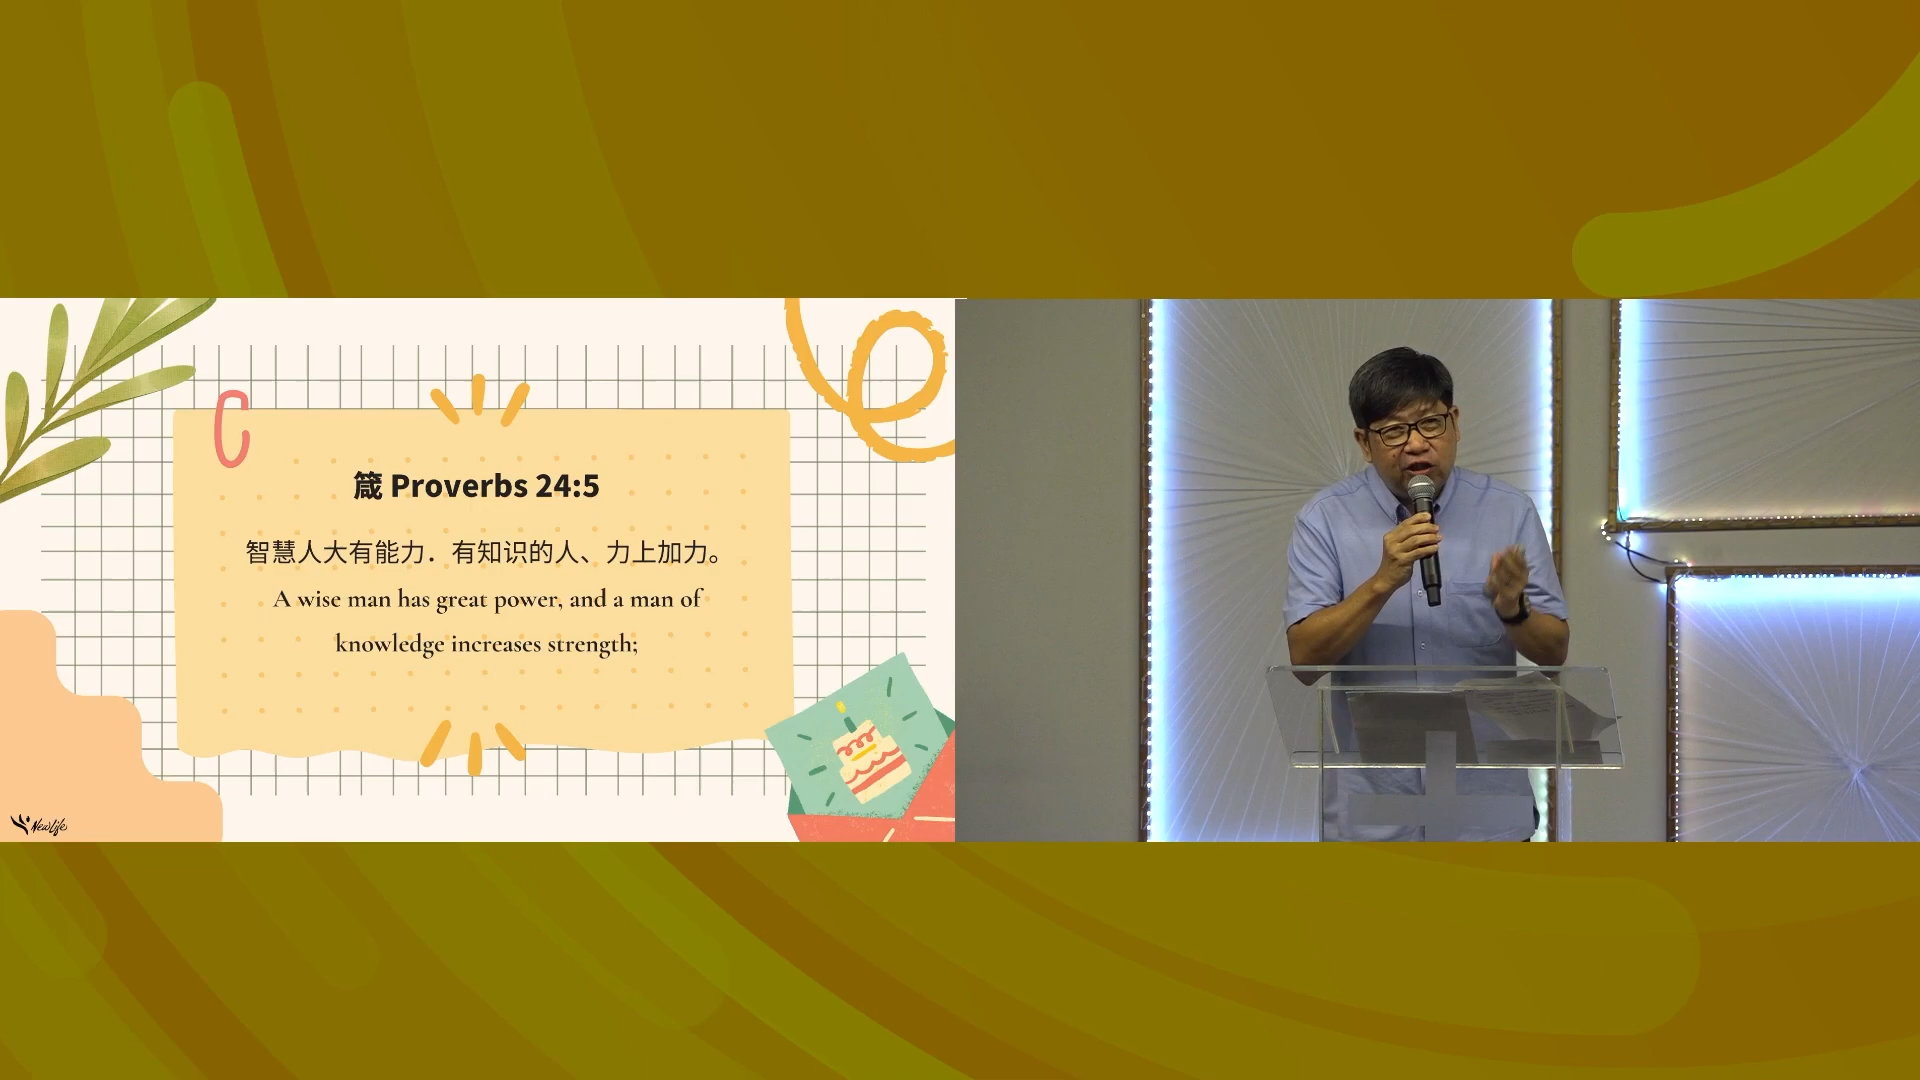 箴 Proverbs 24:5
智慧人大有能力．有知识的人、力上加力。
A wise man has great power, and a man of
knowledge increases strength;
NewLife